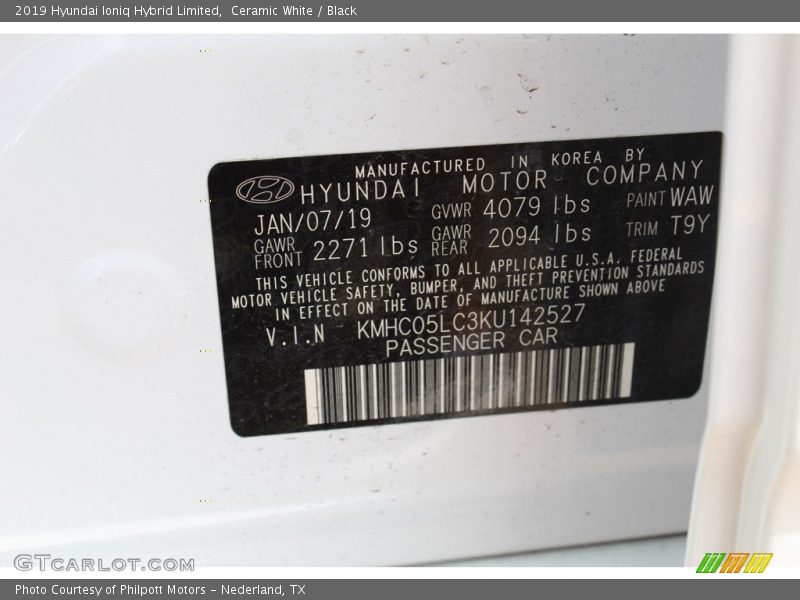 2019 Hyundai Ioniq Hybrid Limited, Ceramic White / Black
MANUFACTURED IN KOREA BY
HYUNDAI MOTOR COMPANY
JAN/07/19 GVWR 4079 lbs PAINT WAW
GAWR FRONT 2271 lbs GAWR REAR 2094 lbs TRIM T9Y
THIS VEHICLE CONFORMS TO ALL APPLICABLE U.S.A. FEDERAL
MOTOR VEHICLE SAFETY, BUMPER, AND THEFT PREVENTION STANDARDS
IN EFFECT ON THE DATE OF MANUFACTURE SHOWN ABOVE
V.I.N KMHC05LC3KU142527
PASSENGER CAR
GTCARLOT.COM
Photo Courtesy of Philpott Motors - Nederland, TX